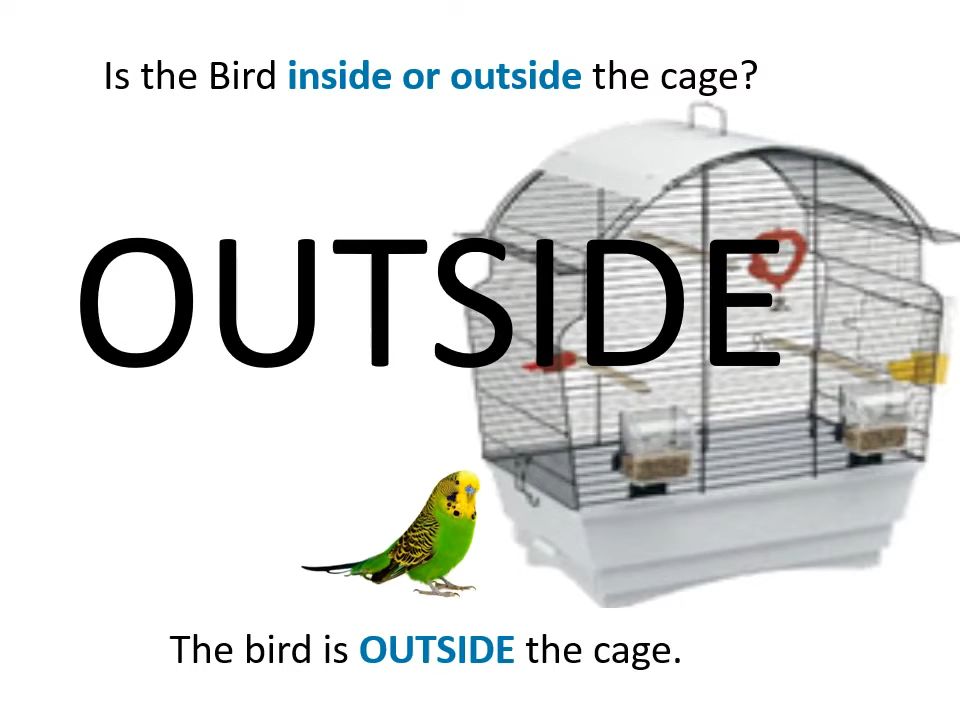 Is the Bird inside or outside the cage?
OUTSIDE
The bird is OUTSIDE the cage.